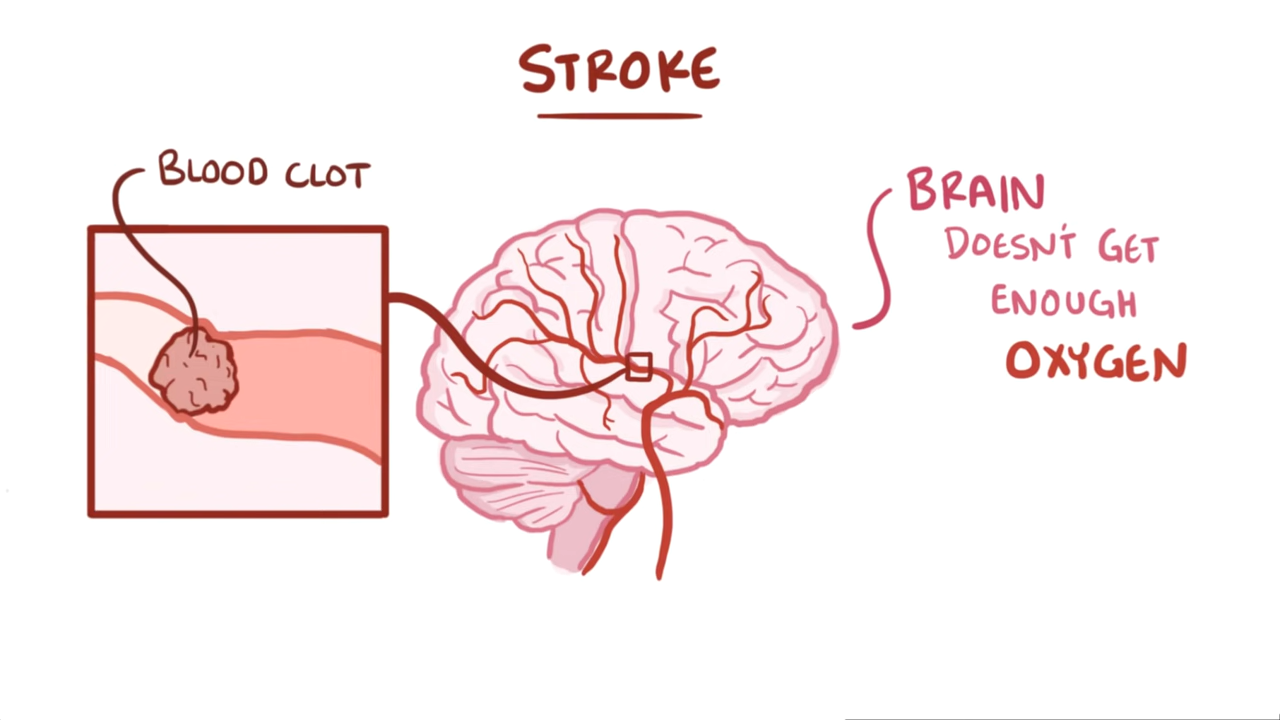 STROKE
BLOOD CLOT
BRAIN
DOESN'T GET
ENOUGH
OXYGEN